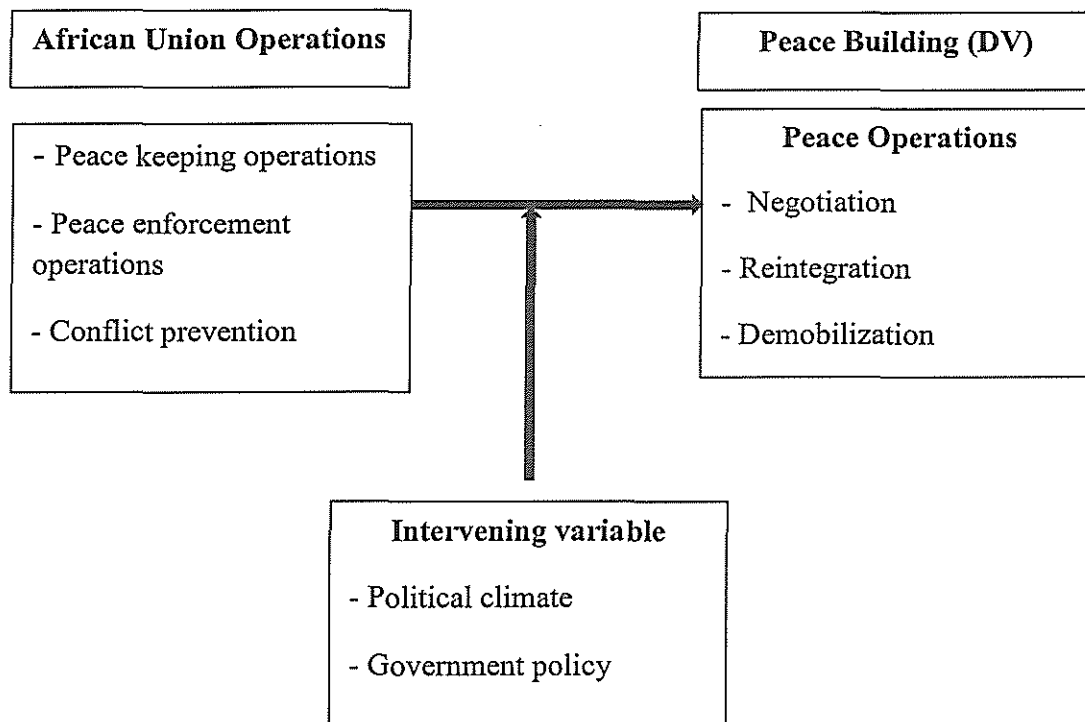 African Union Operations
Peace Building (DV)
- Peace keeping operations
- Peace enforcement
operations
- Conflict prevention
Peace Operations
- Negotiation
- Reintegration
- Demobilization
Intervening variable
- Political climate
- Government policy